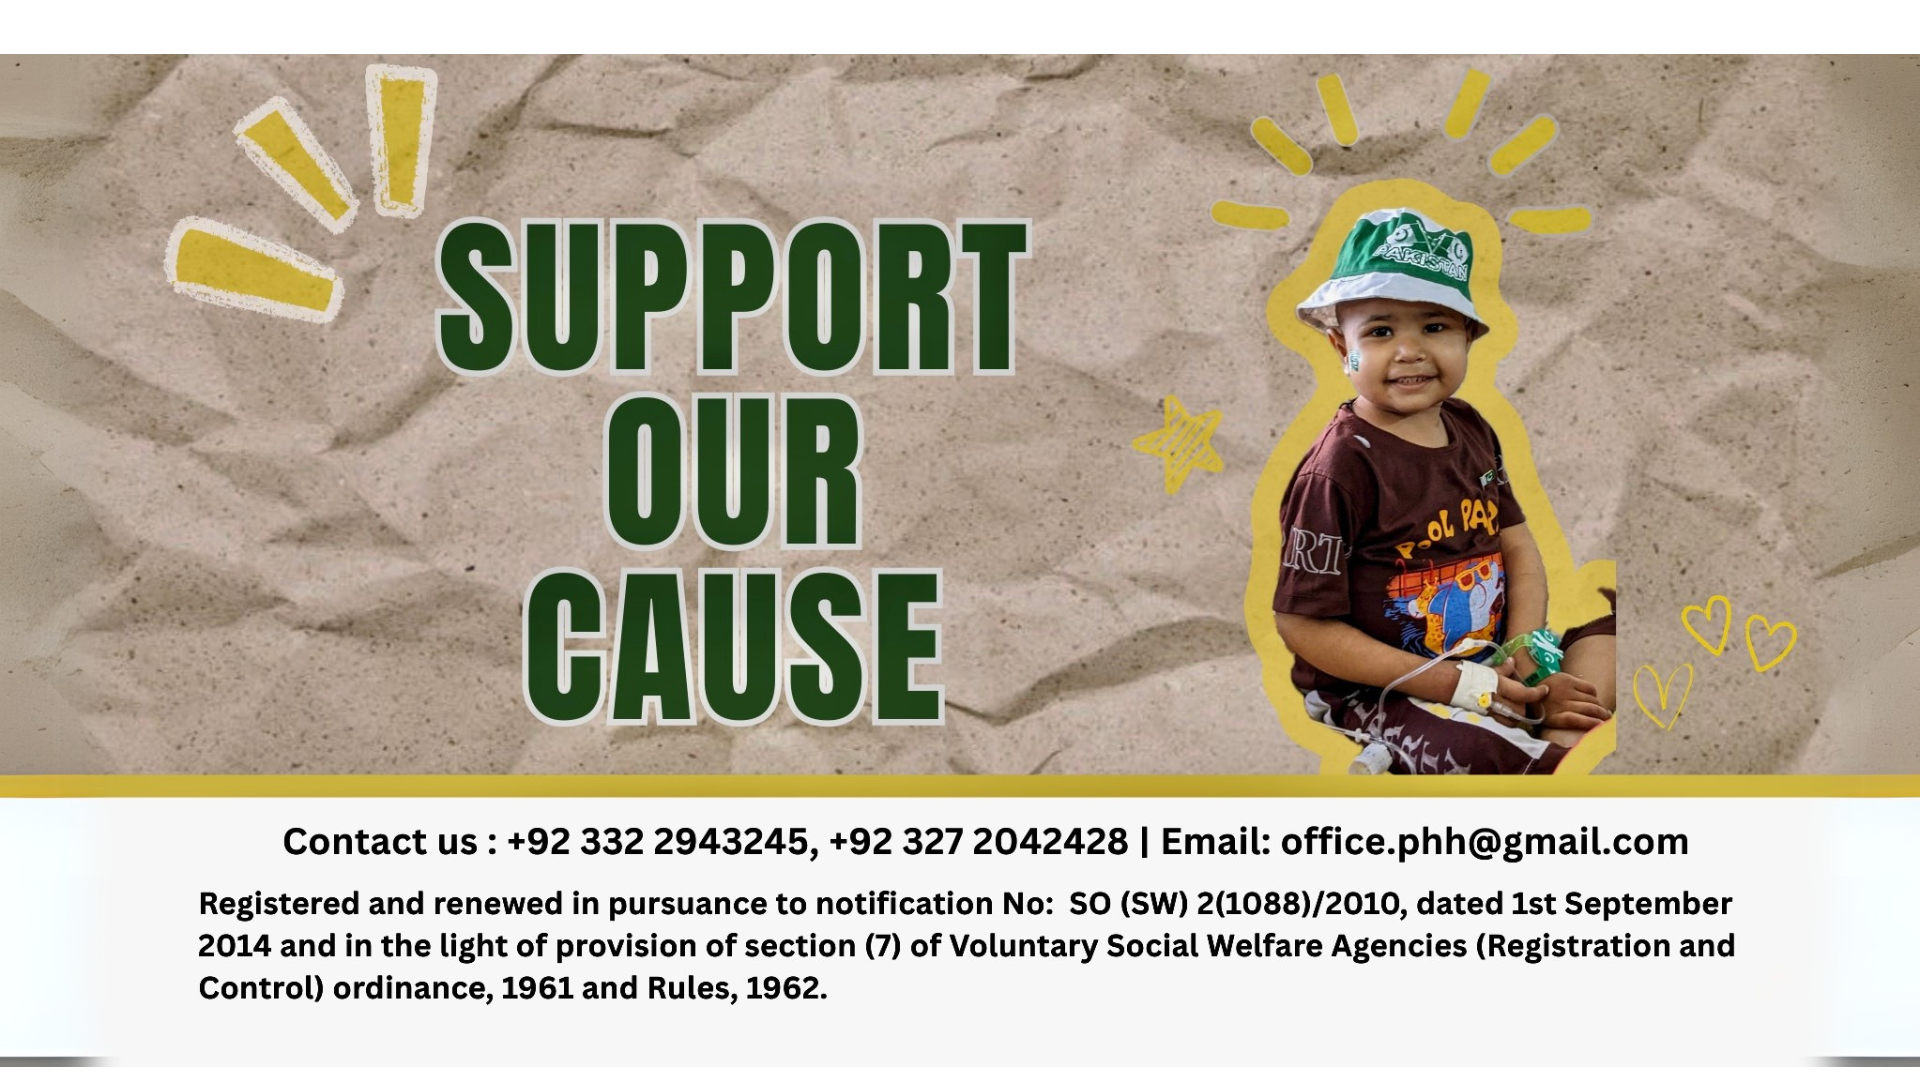 SUPPORT
OUR
CAUSE
PAKISTAN
RT
Contact us : +92 332 2943245, +92 327 2042428 | Email: office.phh@gmail.com
Registered and renewed in pursuance to notification No:  SO (SW) 2(1088)/2010, dated 1st September
2014 and in the light of provision of section (7) of Voluntary Social Welfare Agencies (Registration and
Control) ordinance, 1961 and Rules, 1962.